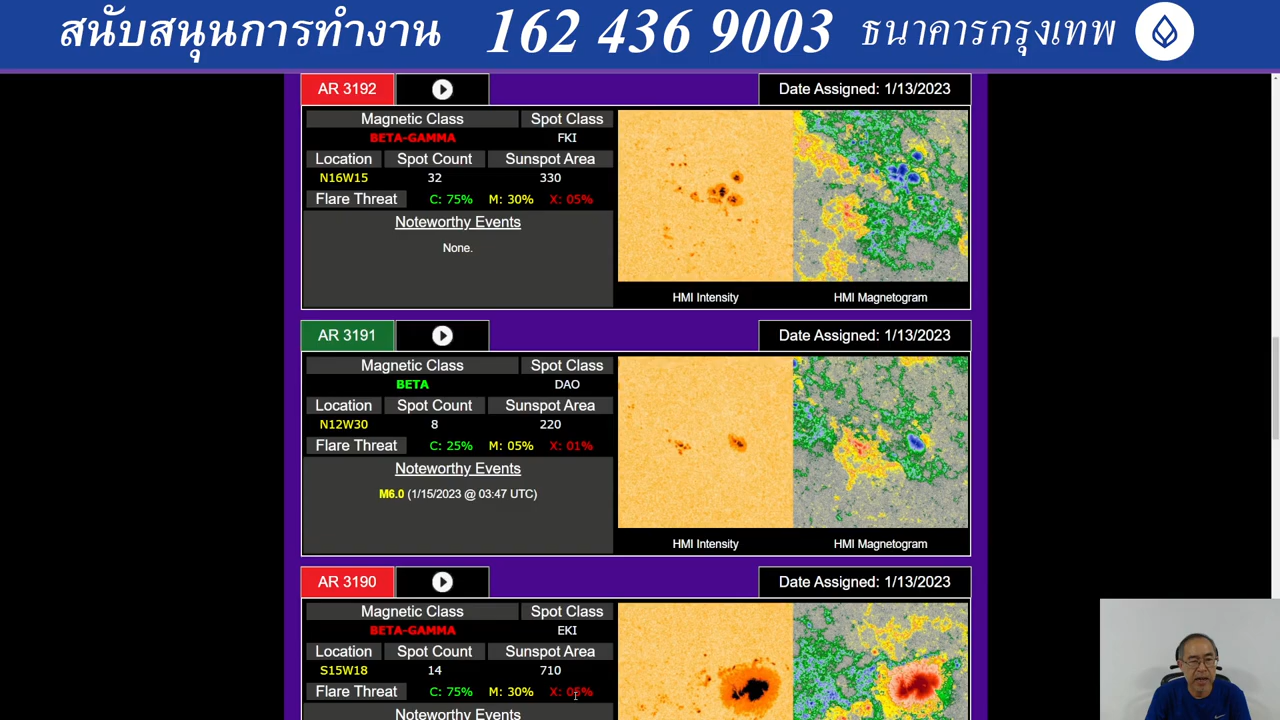 สนับสนุนการทำงาน 162 436 9003 ธนาคารกรุงเทพ
AR 3192 Date Assigned: 1/13/2023
Magnetic Class Spot Class
BETA-GAMMA FKI
Location Spot Count Sunspot Area
N16W15 32 330
Flare Threat C: 75% M: 30% X: 05%
Noteworthy Events
None.
HMI Intensity HMI Magnetogram
AR 3191 Date Assigned: 1/13/2023
Magnetic Class Spot Class
BETA DAO
Location Spot Count Sunspot Area
N12W30 8 220
Flare Threat C: 25% M: 05% X: 01%
Noteworthy Events
M6.0 (1/15/2023 @ 03:47 UTC)
HMI Intensity HMI Magnetogram
AR 3190 Date Assigned: 1/13/2023
Magnetic Class Spot Class
BETA-GAMMA EKI
Location Spot Count Sunspot Area
S15W18 14 710
Flare Threat C: 75% M: 30% X: 05%
Noteworthy Events